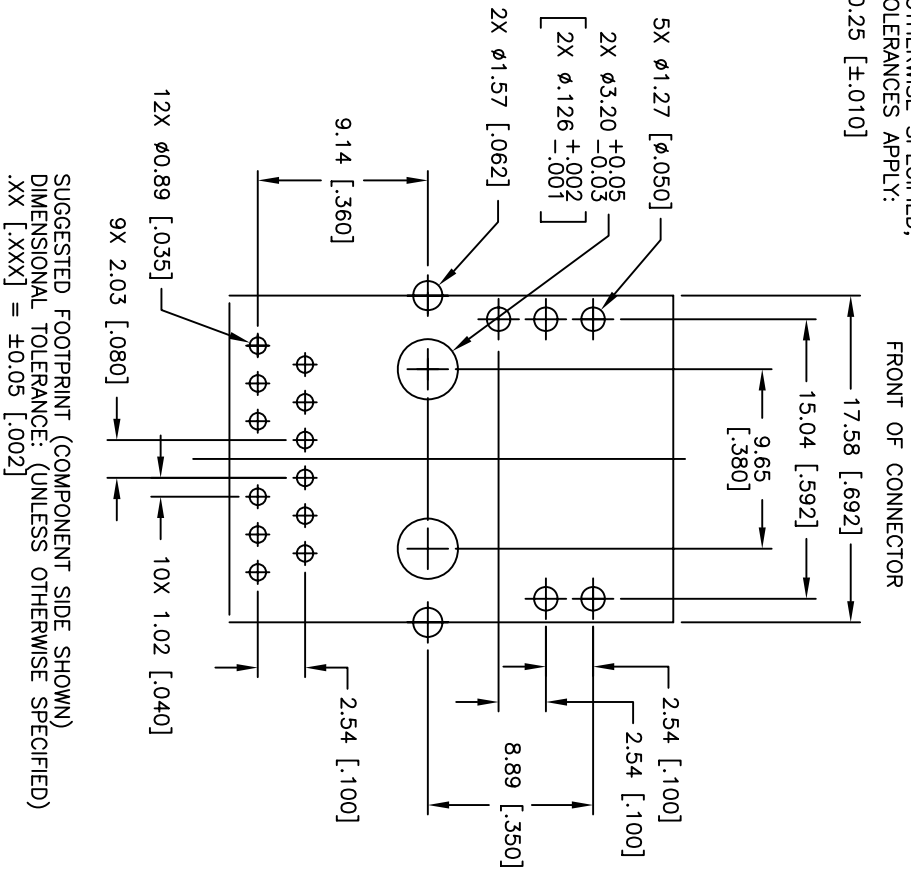 OTHERWISE SPECIFIED,
OLERANCES APPLY:
0.25 [±.010]
FRONT OF CONNECTOR
17.58 [.692]
15.04 [.592]
9.65
[.380]
5X ø1.27 [ø.050]
2X ø3.20 +0.05
-0.03
[2X ø.126 +.002
-.001]
2X ø1.57 [.062]
9.14 [.360]
12X ø0.89 [.035]
9X 2.03 [.080]
10X 1.02 [.040]
2.54 [.100]
2.54 [.100]
2.54 [.100]
8.89 [.350]
SUGGESTED FOOTPRINT (COMPONENT SIDE SHOWN)
DIMENSIONAL TOLERANCE: (UNLESS OTHERWISE SPECIFIED)
.XX [.XXX] = ±0.05 [.002]